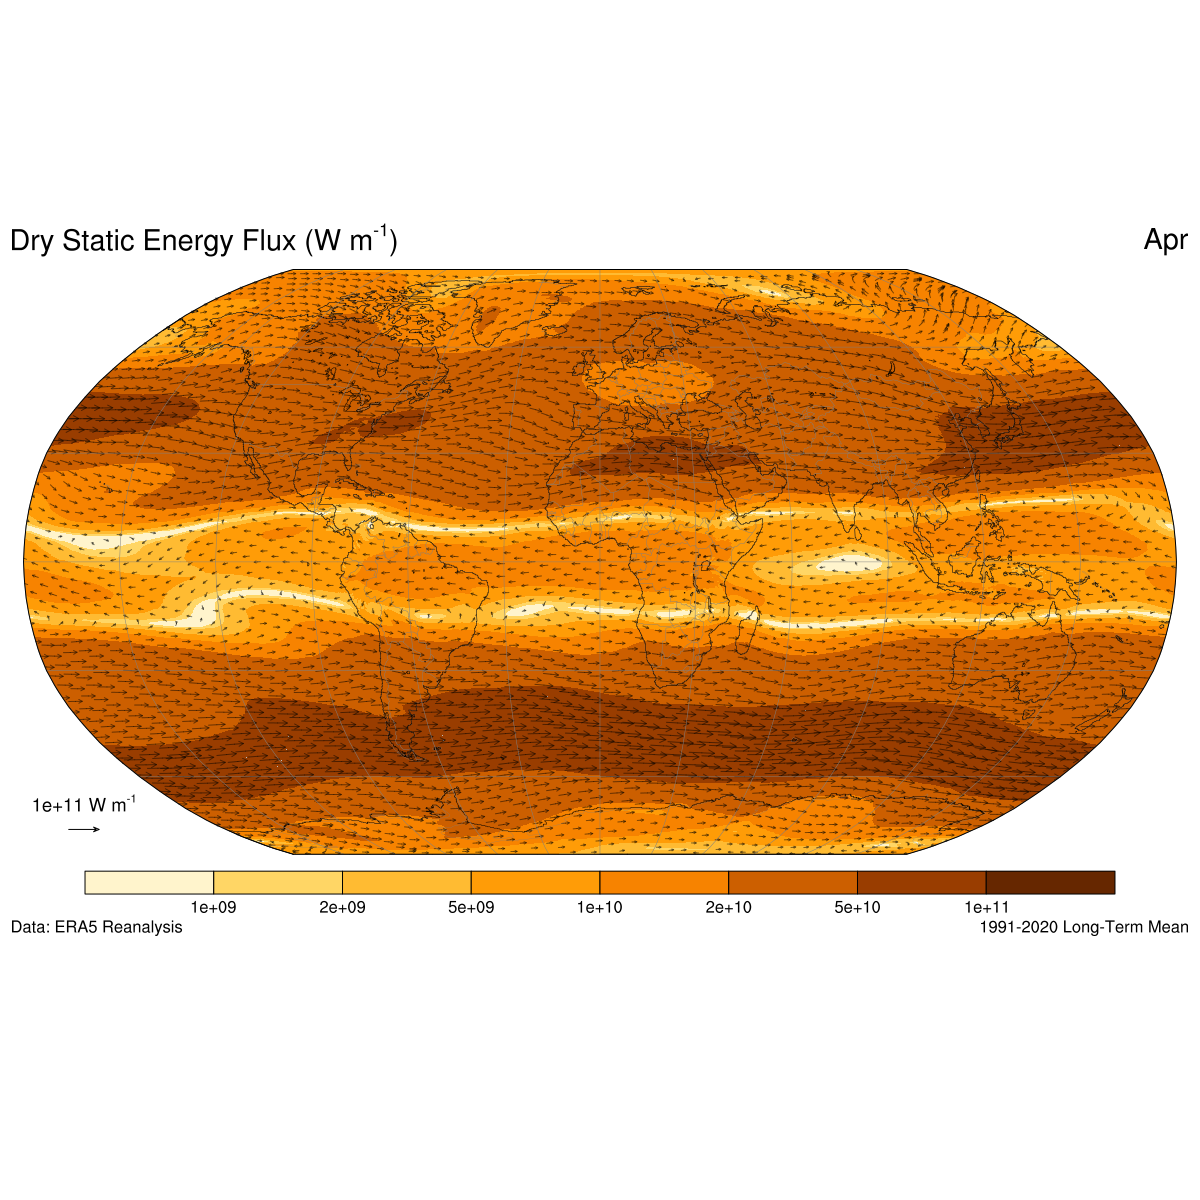 Dry Static Energy Flux (W m-1)
Apr
1e+11 W m-1
1e+09 2e+09 5e+09 1e+10 2e+10 5e+10 1e+11
Data: ERA5 Reanalysis
1991-2020 Long-Term Mean